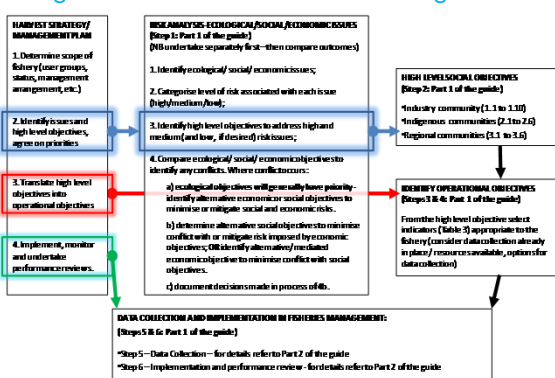 HARVEST STRATEGY/
MANAGEMENT PLAN
1. Determine scope of
fishery (user groups,
status, management
arrangement, etc.)
2. Identify issues and
high level objectives,
agree on priorities
3. Translate high level
objectives into
operational objectives
4. Implement, monitor
and undertake
performance reviews.
RISK ANALYSIS-ECOLOGICAL/SOCIAL/ECONOMIC ISSUES
(Step 1: Part 1 of the guide)
(NB undertake separately first—then compare outcomes)
1. Identify ecological/ social/ economic issues;
2. Categorise level of risk associated with each issue
(high/medium/low);
3. Identify high level objectives to address high and
medium (and low, if desired) risk issues;
4. Compare ecological/ social/ economic objectives to
identify any conflicts. Where conflict occurs:
a) ecological objectives will generally have priority -
identify alternative economic or social objectives to
minimise or mitigate social and economic risks.
b) determine alternative social objectives to minimise
conflict with or mitigate risk imposed by economic
objectives; OR identify alternative/mediated
economic objective to minimise conflict with social
objectives.
c) document decisions made in process of 4b.
HIGH LEVEL SOCIAL OBJECTIVES
(Step 2: Part 1 of the guide)
•Industry community (1.1 to 1.10)
•Indigenous communities (2.1 to 2.6)
•Regional communities (3.1 to 3.6)
IDENTIFY OPERATIONAL OBJECTIVES
(Steps 3 & 4: Part 1 of the guide)
From the high level objective select
indicators (Table 3) appropriate to the
fishery (consider data collection already
in place/ resources available, options for
data collection)
DATA COLLECTION AND IMPLEMENTATION IN FISHERIES MANAGEMENT:
(Steps 5 & 6: Part 1 of the guide)
•Step 5 – Data Collection – for details refer to Part 2 of the guide
•Step 6 – Implementation and performance review - for details refer to Part 2 of the guide